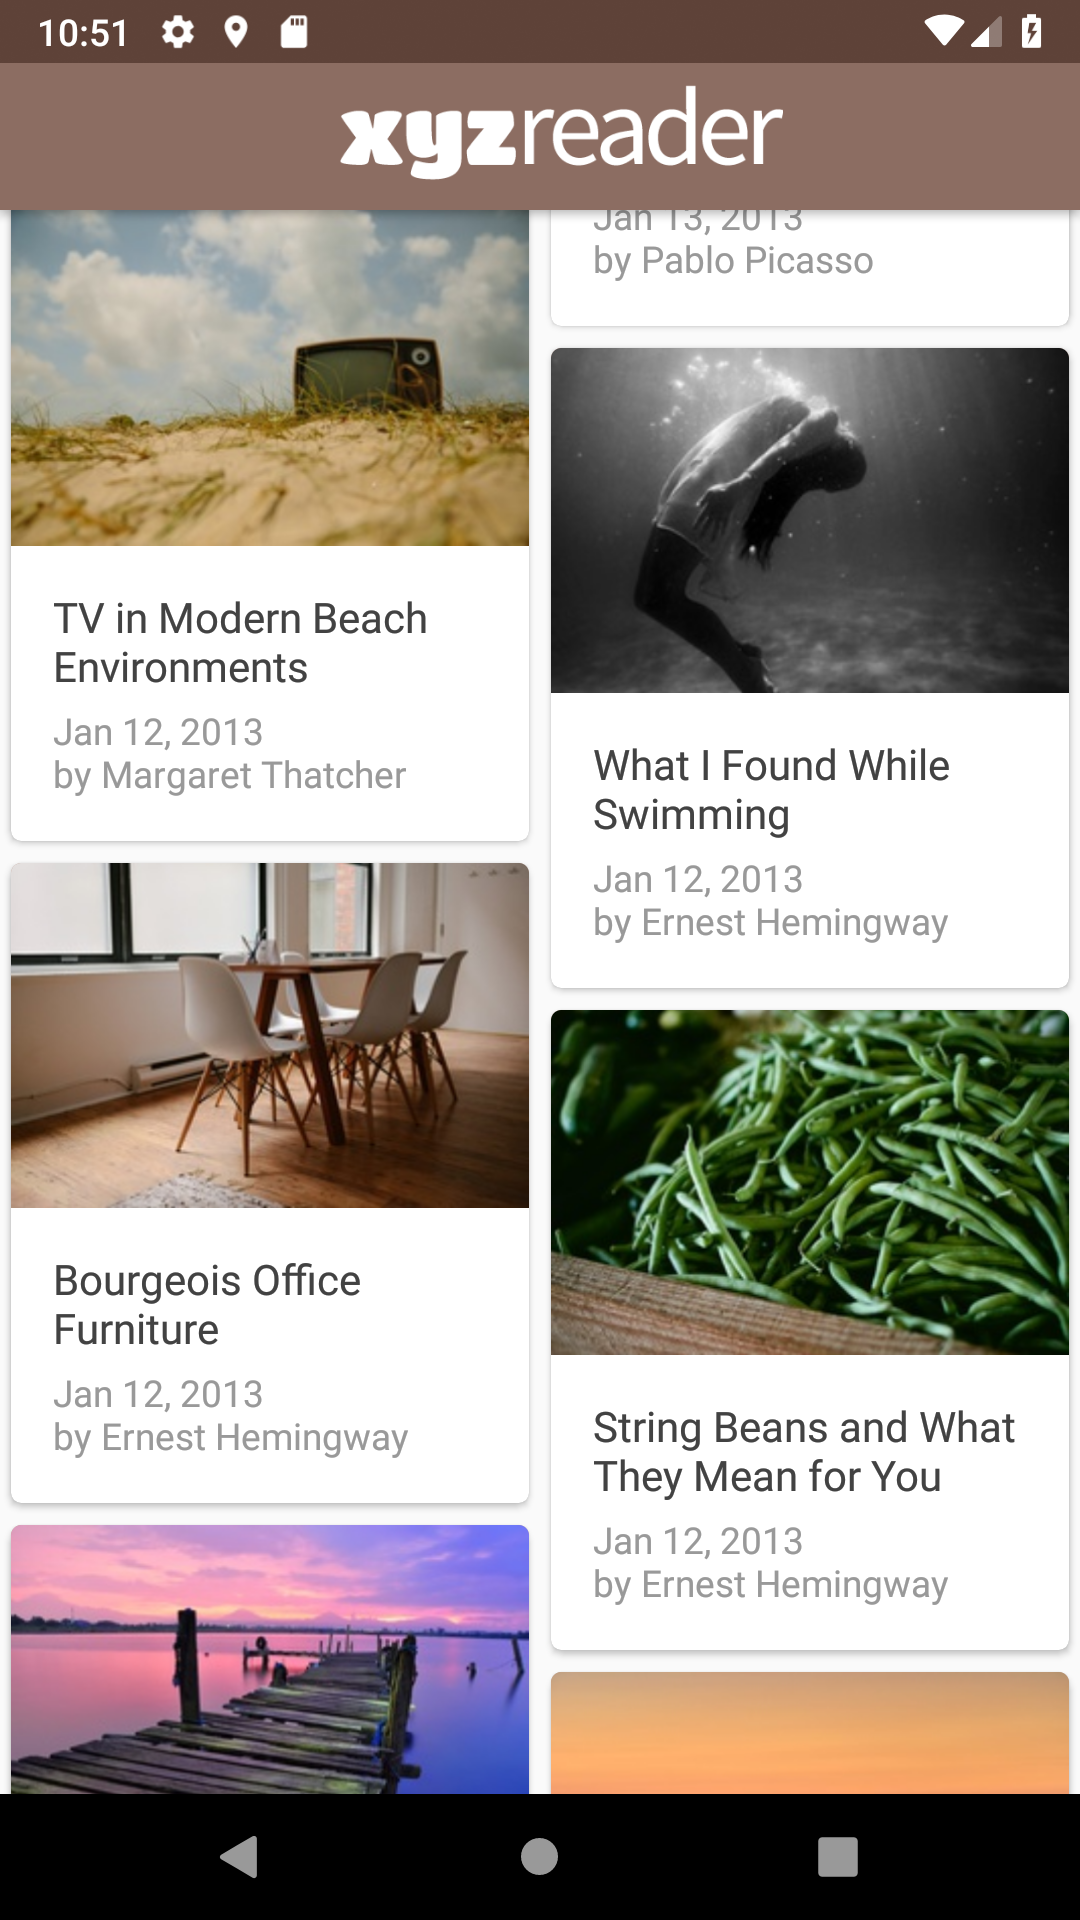 10:51
xyzreader
Jan 13, 2013
by Pablo Picasso
TV in Modern Beach
Environments
Jan 12, 2013
by Margaret Thatcher
What I Found While
Swimming
Jan 12, 2013
by Ernest Hemingway
Bourgeois Office
Furniture
Jan 12, 2013
by Ernest Hemingway
String Beans and What
They Mean for You
Jan 12, 2013
by Ernest Hemingway